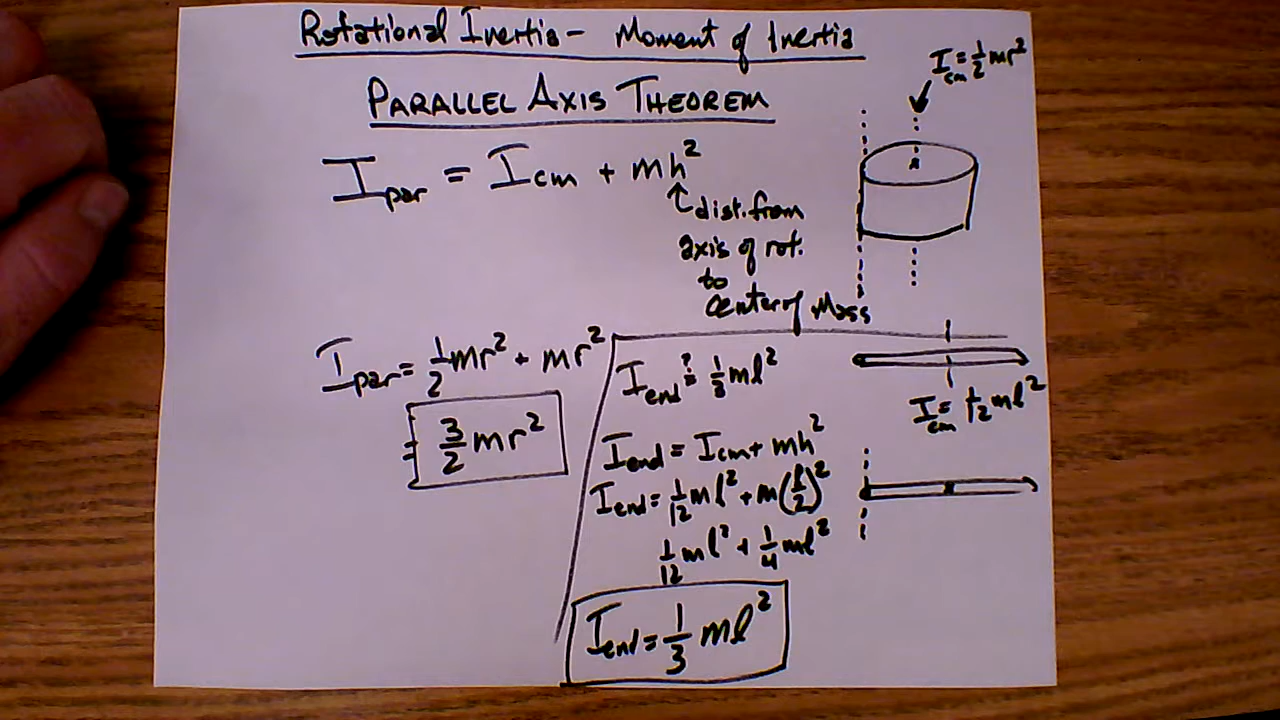 Rotational Inertia - Moment of Inertia
PARALLEL AXIS THEOREM
I_cm = 1/2 mr²
I_par = I_cm + mh²
dist. from
axis of rot.
to
center of Mass
I_par = 1/2 mr² + mr²
= 3/2 mr²
I_end ?= 1/3 ml²
I_cm = 1/12 ml²
I_end = I_cm + mh²
I_end = 1/12 ml² + m(l/2)²
1/12 ml² + 1/4 ml²
I_end = 1/3 ml²